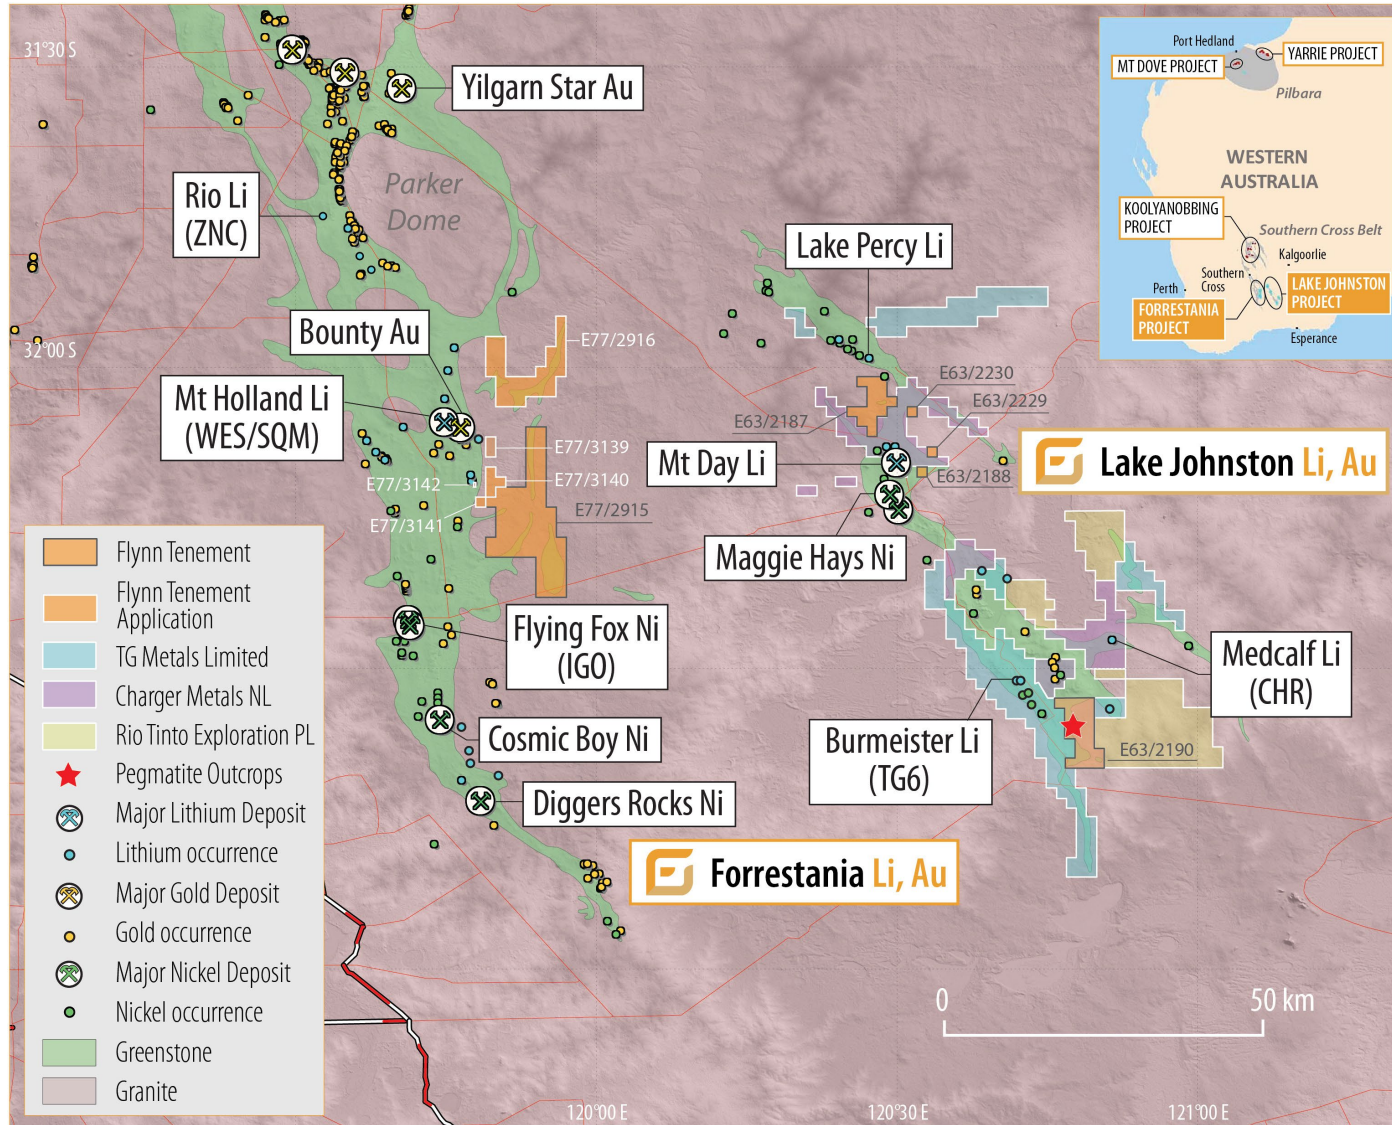 31°30 S
32°00 S
120°00 E
120°30 E
121°00 E
Yilgarn Star Au
Parker
Dome
Rio Li
(ZNC)
Bounty Au
Mt Holland Li
(WES/SQM)
E77/2916
E77/3139
E77/3142
E77/3140
E77/3141
E77/2915
Flying Fox Ni
(IGO)
Cosmic Boy Ni
Diggers Rocks Ni
Forrestania Li, Au
Lake Percy Li
E63/2230
E63/2229
E63/2187
E63/2188
Mt Day Li
Lake Johnston Li, Au
Maggie Hays Ni
Medcalf Li
(CHR)
Burmeister Li
(TG6)
E63/2190
0
50 km
Port Hedland
MT DOVE PROJECT
YARRIE PROJECT
Pilbara
WESTERN
AUSTRALIA
KOOLYANOBBING
PROJECT
Southern Cross Belt
Kalgoorlie
Southern
Cross
Perth
LAKE JOHNSTON
PROJECT
FORRESTANIA
PROJECT
Esperance
Flynn Tenement
Flynn Tenement
Application
TG Metals Limited
Charger Metals NL
Rio Tinto Exploration PL
Pegmatite Outcrops
Major Lithium Deposit
Lithium occurrence
Major Gold Deposit
Gold occurrence
Major Nickel Deposit
Nickel occurrence
Greenstone
Granite